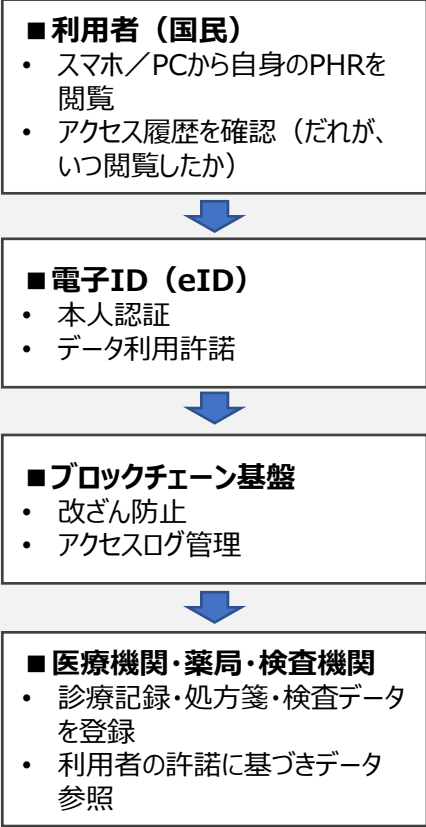 ■利用者（国民）
• スマホ／PCから自身のPHRを
閲覧
• アクセス履歴を確認（だれが、
いつ閲覧したか）
■電子ID（eID）
• 本人認証
• データ利用許諾
■ブロックチェーン基盤
• 改ざん防止
• アクセスログ管理
■医療機関・薬局・検査機関
• 診療記録・処方箋・検査データ
を登録
• 利用者の許諾に基づきデータ
参照